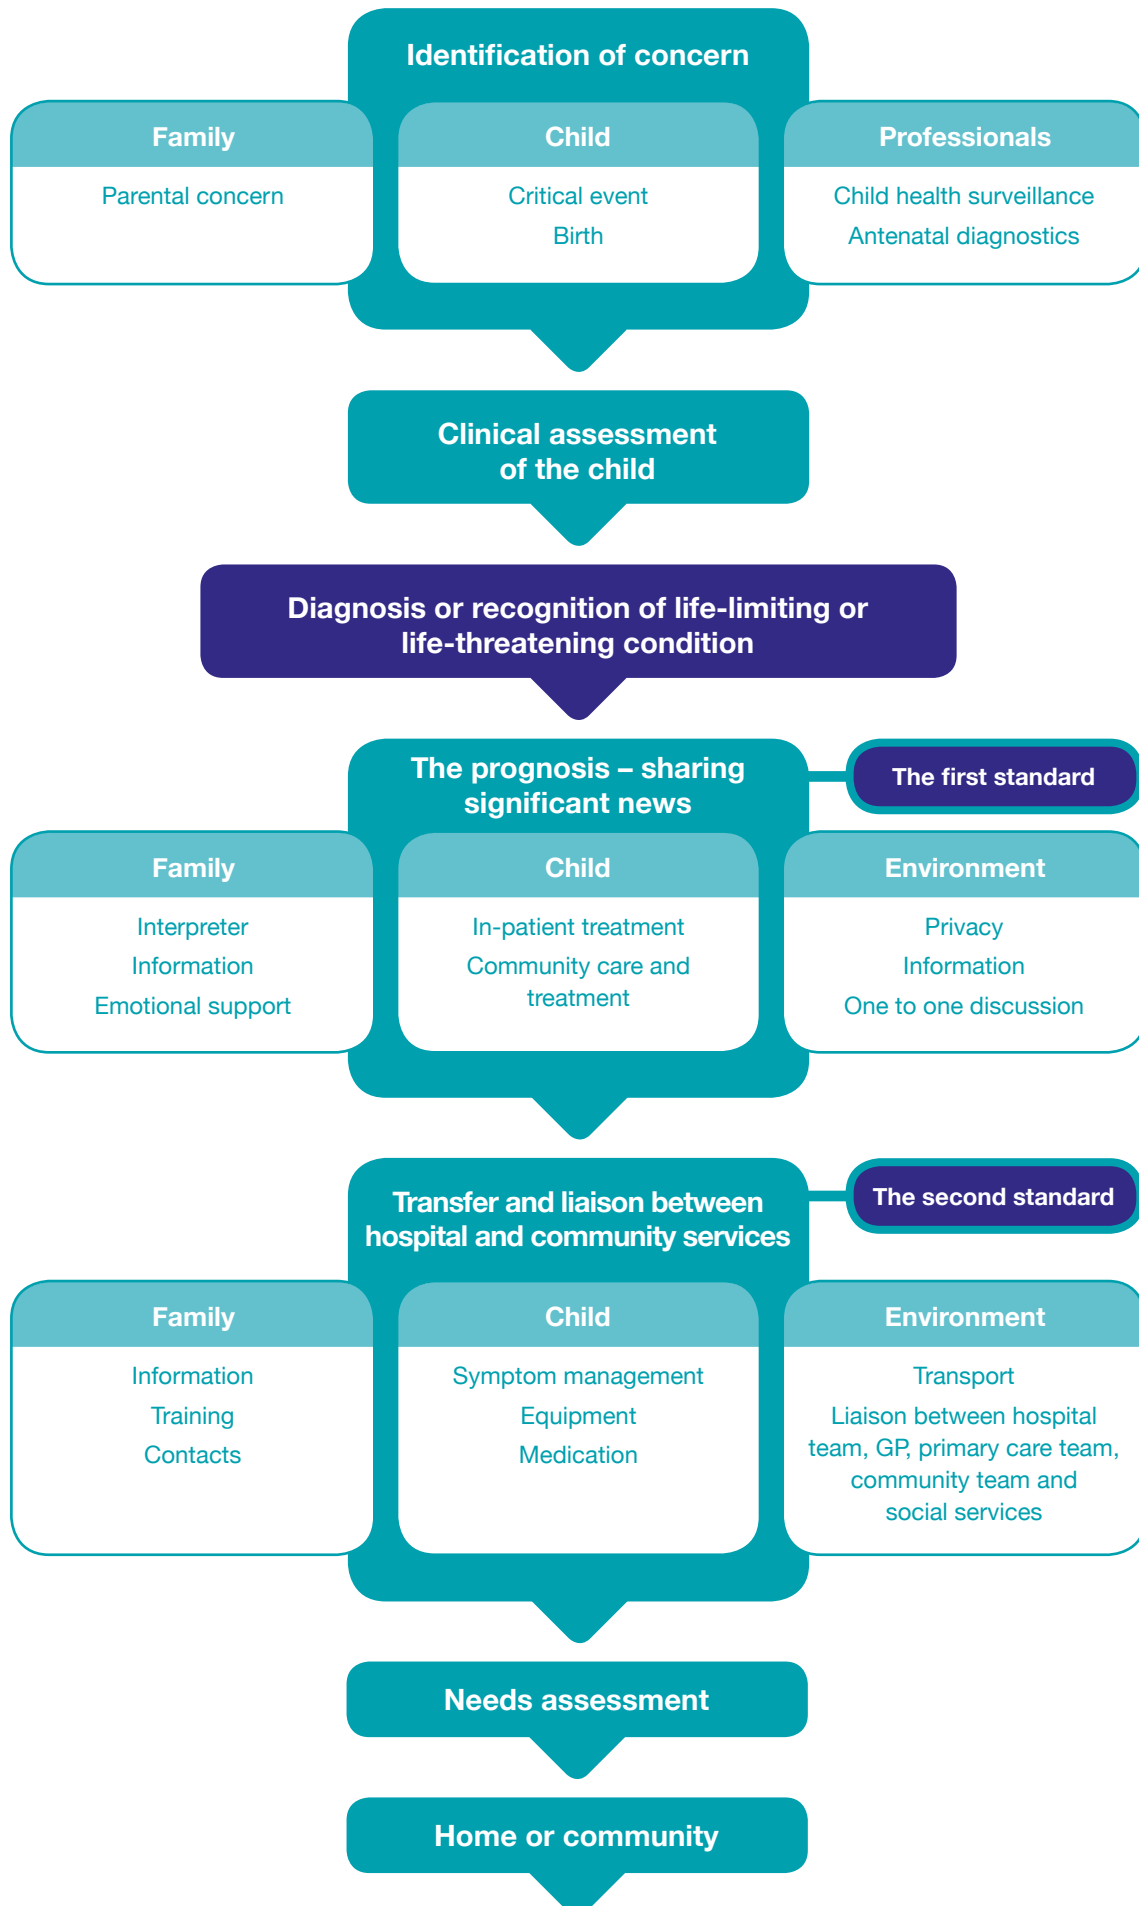 Identification of concern
Family
Parental concern
Child
Critical event
Birth
Professionals
Child health surveillance
Antenatal diagnostics
Clinical assessment
of the child
Diagnosis or recognition of life-limiting or
life-threatening condition
The prognosis – sharing
significant news
The first standard
Family
Interpreter
Information
Emotional support
Child
In-patient treatment
Community care and
treatment
Environment
Privacy
Information
One to one discussion
Transfer and liaison between
hospital and community services
The second standard
Family
Information
Training
Contacts
Child
Symptom management
Equipment
Medication
Environment
Transport
Liaison between hospital
team, GP, primary care team,
community team and
social services
Needs assessment
Home or community